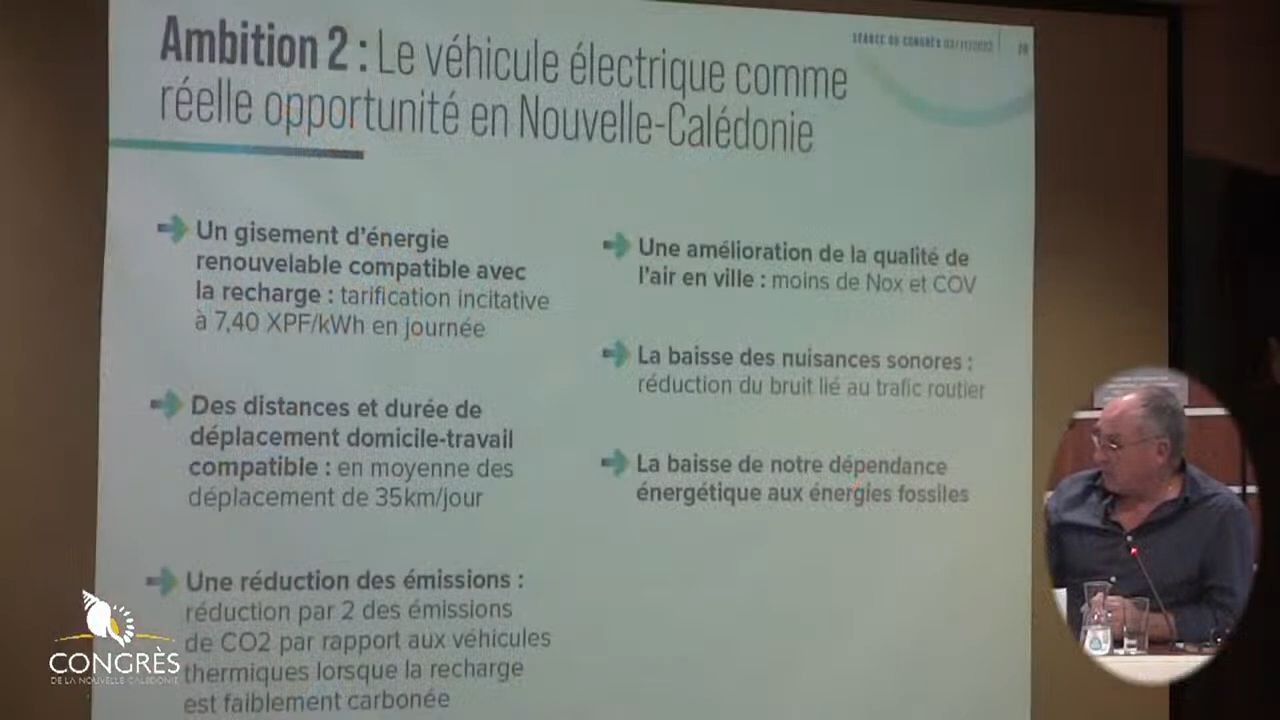 Ambition 2 : Le véhicule électrique comme
réelle opportunité en Nouvelle-Calédonie
SÉANCE DU CONGRÈS
Un gisement d'énergie
renouvelable compatible avec
la recharge : tarification incitative
à 7,40 XPF/kWh en journée
Des distances et durée de
déplacement domicile-travail
compatible : en moyenne des
déplacement de 35km/jour
Une réduction des émissions :
réduction par 2 des émissions
de CO2 par rapport aux véhicules
thermiques lorsque la recharge
est faiblement carbonée
Une amélioration de la qualité de
l'air en ville : moins de Nox et COV
La baisse des nuisances sonores :
réduction du bruit lié au trafic routier
La baisse de notre dépendance
énergétique aux énergies fossiles
CONGRÈS
DE LA NOUVELLE-CALÉDONIE